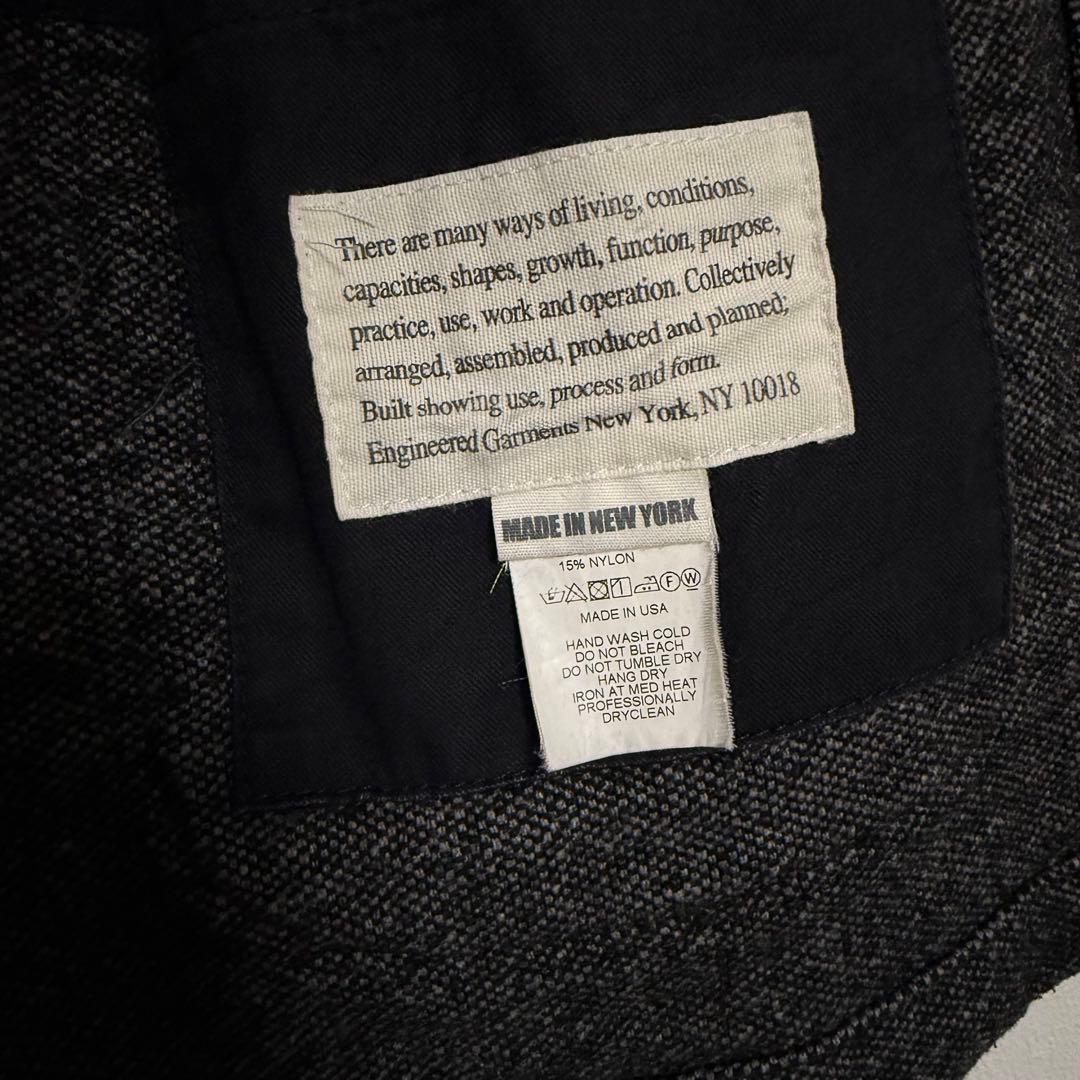 There are many ways of living, conditions,
capacities, shapes, growth, function, purpose,
practice, use, work and operation. Collectively
arranged, assembled, produced and planned;
Built showing use, process and form.
Engineered Garments New York, NY 10018
MADE IN NEW YORK
15% NYLON
F W
MADE IN USA
HAND WASH COLD
DO NOT BLEACH
DO NOT TUMBLE DRY
HANG DRY
IRON AT MED HEAT
PROFESSIONALLY
DRYCLEAN